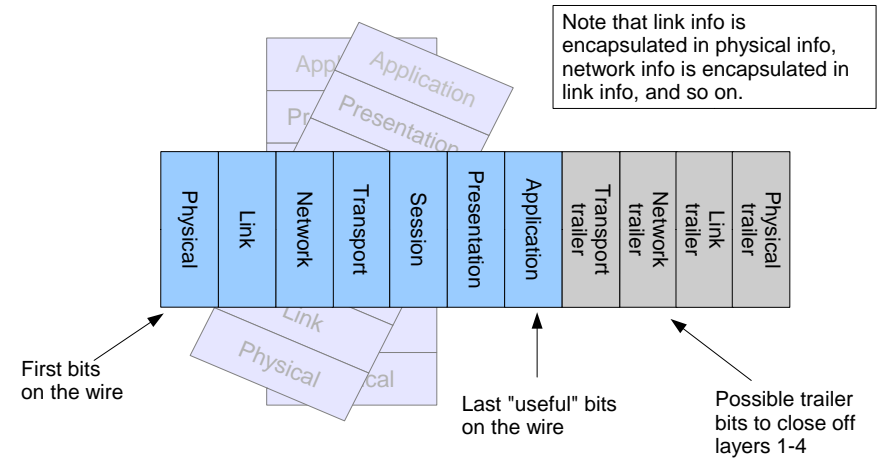 Note that link info is
encapsulated in physical info,
network info is encapsulated in
link info, and so on.
App
Application
Pr
Presentation
Physical
Link
Network
Transport
Session
Presentation
Application
Transport
trailer
Network
trailer
Link
trailer
Physical
trailer
Link
Physical
cal
First bits
on the wire
Last "useful" bits
on the wire
Possible trailer
bits to close off
layers 1-4